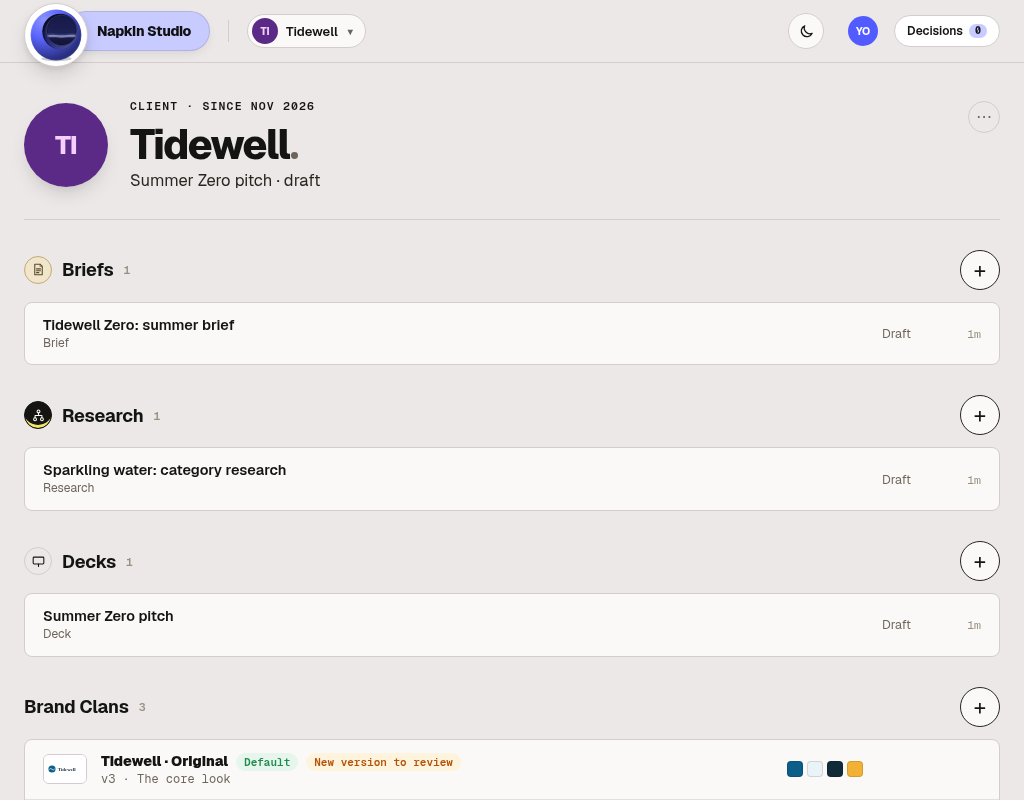 Napkin Studio
TI
Tidewell
YO
Decisions 0
TI
CLIENT · SINCE NOV 2026
Tidewell.
Summer Zero pitch · draft
Briefs 1
Tidewell Zero: summer brief
Brief
Draft
1m
Research 1
Sparkling water: category research
Research
Draft
1m
Decks 1
Summer Zero pitch
Deck
Draft
1m
Brand Clans 3
Tidewell
Tidewell · Original Default New version to review
v3 · The core look